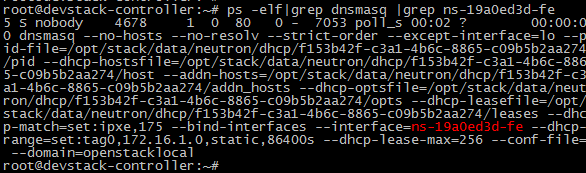 root@devstack-controller:~# ps -elf|grep dnsmasq |grep ns-19a0ed3d-fe
5 S nobody    4678     1  0  80   0 -  7053 poll_s 00:02 ?        00:00:0
0 dnsmasq --no-hosts --no-resolv --strict-order --except-interface=lo --p
id-file=/opt/stack/data/neutron/dhcp/f153b42f-c3a1-4b6c-8865-c09b5b2aa274
/pid --dhcp-hostsfile=/opt/stack/data/neutron/dhcp/f153b42f-c3a1-4b6c-886
5-c09b5b2aa274/host --addn-hosts=/opt/stack/data/neutron/dhcp/f153b42f-c3
a1-4b6c-8865-c09b5b2aa274/addn_hosts --dhcp-optsfile=/opt/stack/data/neut
ron/dhcp/f153b42f-c3a1-4b6c-8865-c09b5b2aa274/opts --dhcp-leasefile=/opt/
stack/data/neutron/dhcp/f153b42f-c3a1-4b6c-8865-c09b5b2aa274/leases --dhc
p-match=set:ipxe,175 --bind-interfaces --interface=ns-19a0ed3d-fe --dhcp-
range=set:tag0,172.16.1.0,static,86400s --dhcp-lease-max=256 --conf-file=
 --domain=openstacklocal
root@devstack-controller:~#